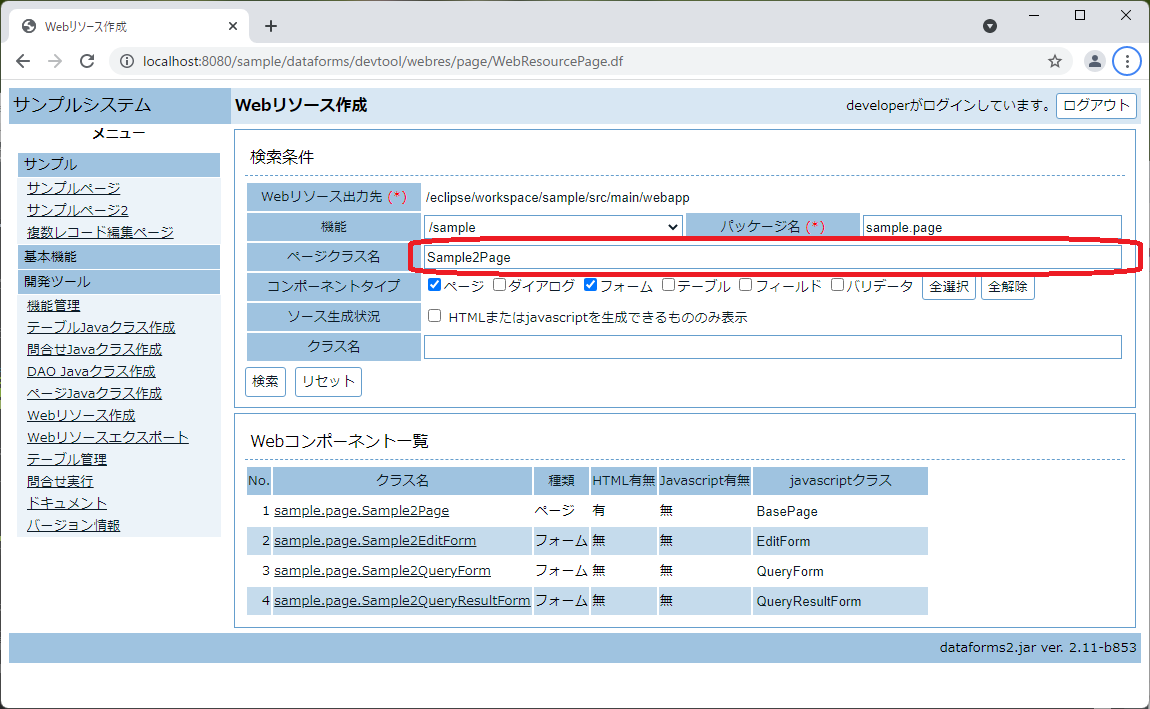 Webリソース作成
localhost:8080/sample/dataforms/devtool/webres/page/WebResourcePage.df
サンプルシステム
Webリソース作成
developerがログインしています。
ログアウト
メニュー
サンプル
サンプルページ
サンプルページ2
複数レコード編集ページ
基本機能
開発ツール
機能管理
テーブルJavaクラス作成
問合せJavaクラス作成
DAO Javaクラス作成
ページJavaクラス作成
Webリソース作成
Webリソースエクスポート
テーブル管理
問合せ実行
ドキュメント
バージョン情報
検索条件
Webリソース出力先 (*) /eclipse/workspace/sample/src/main/webapp
機能 /sample パッケージ名 (*) sample.page
ページクラス名 Sample2Page
コンポーネントタイプ ページ ダイアログ フォーム テーブル フィールド バリデータ 全選択 全解除
ソース生成状況 HTMLまたはjavascriptを生成できるもののみ表示
クラス名
検索 リセット
Webコンポーネント一覧
No. クラス名 種類 HTML有無 Javascript有無 javascriptクラス
1 sample.page.Sample2Page ページ 有 無 BasePage
2 sample.page.Sample2EditForm フォーム 無 無 EditForm
3 sample.page.Sample2QueryForm フォーム 無 無 QueryForm
4 sample.page.Sample2QueryResultForm フォーム 無 無 QueryResultForm
dataforms2.jar ver. 2.11-b853